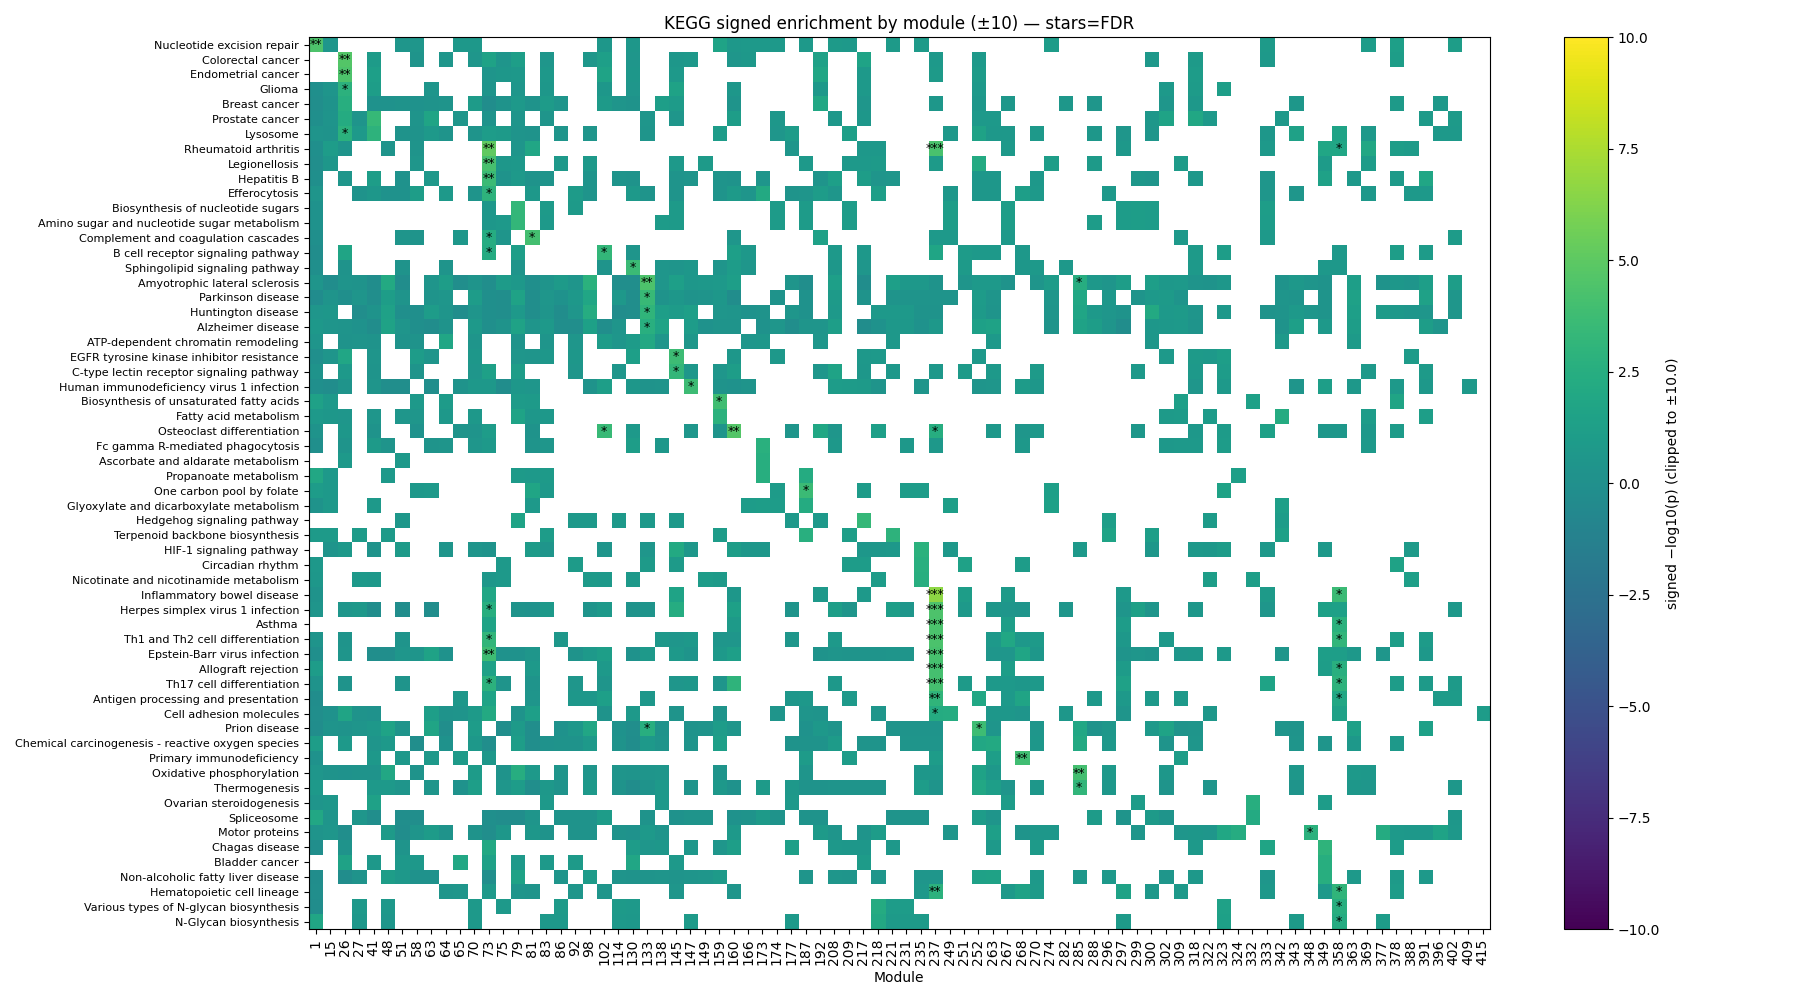 KEGG signed enrichment by module (±10) — stars=FDR
Nucleotide excision repair
Colorectal cancer
Endometrial cancer
Glioma
Breast cancer
Prostate cancer
Lysosome
Rheumatoid arthritis
Legionellosis
Hepatitis B
Efferocytosis
Biosynthesis of nucleotide sugars
Amino sugar and nucleotide sugar metabolism
Complement and coagulation cascades
B cell receptor signaling pathway
Sphingolipid signaling pathway
Amyotrophic lateral sclerosis
Parkinson disease
Huntington disease
Alzheimer disease
ATP-dependent chromatin remodeling
EGFR tyrosine kinase inhibitor resistance
C-type lectin receptor signaling pathway
Human immunodeficiency virus 1 infection
Biosynthesis of unsaturated fatty acids
Fatty acid metabolism
Osteoclast differentiation
Fc gamma R-mediated phagocytosis
Ascorbate and aldarate metabolism
Propanoate metabolism
One carbon pool by folate
Glyoxylate and dicarboxylate metabolism
Hedgehog signaling pathway
Terpenoid backbone biosynthesis
HIF-1 signaling pathway
Circadian rhythm
Nicotinate and nicotinamide metabolism
Inflammatory bowel disease
Herpes simplex virus 1 infection
Asthma
Th1 and Th2 cell differentiation
Epstein-Barr virus infection
Allograft rejection
Th17 cell differentiation
Antigen processing and presentation
Cell adhesion molecules
Prion disease
Chemical carcinogenesis - reactive oxygen species
Primary immunodeficiency
Oxidative phosphorylation
Thermogenesis
Ovarian steroidogenesis
Spliceosome
Motor proteins
Chagas disease
Bladder cancer
Non-alcoholic fatty liver disease
Hematopoietic cell lineage
Various types of N-glycan biosynthesis
N-Glycan biosynthesis
1 15 26 27 41 48 51 58 63 64 65 70 73 75 79 81 83 86 92 98 102 114 130 133 138 145 147 149 159 160 166 173 174 177 187 192 208 209 217 218 221 231 235 237 249 251 252 263 267 268 270 274 282 285 288 296 297 299 300 302 309 318 322 323 324 332 333 342 343 348 349 358 363 369 377 378 388 391 396 402 409 415
Module
10.0
7.5
5.0
2.5
0.0
−2.5
−5.0
−7.5
−10.0
signed −log10(p) (clipped to ±10.0)